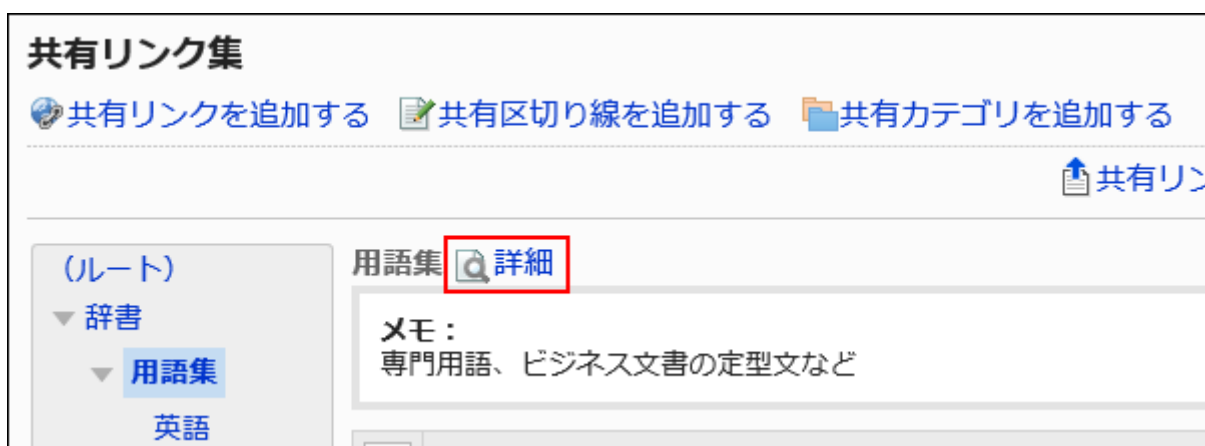 共有リンク集
共有リンクを追加する 共有区切り線を追加する 共有カテゴリを追加する
共有リン
(ルート)
辞書
用語集
英語
用語集 詳細
メモ：
専門用語、ビジネス文書の定型文など